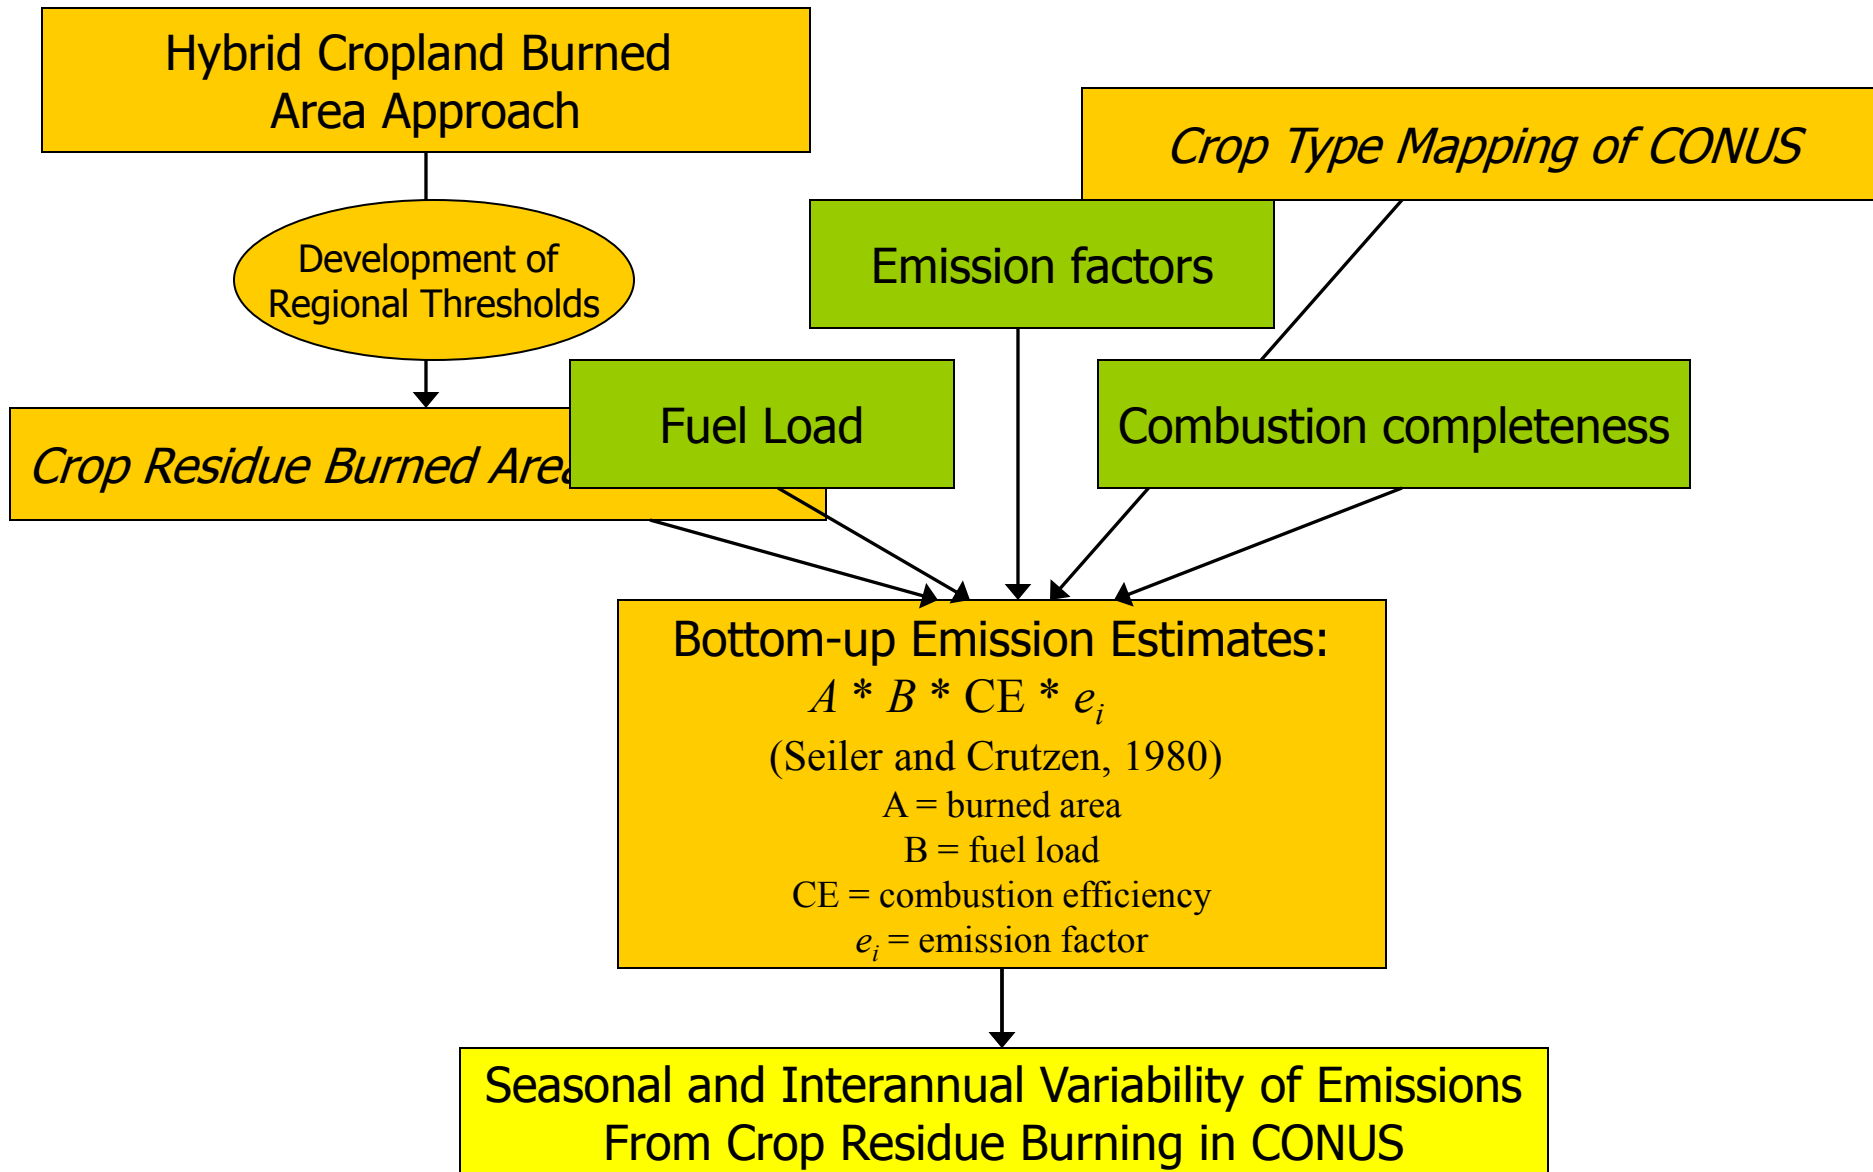 Hybrid Cropland Burned
Area Approach
Crop Type Mapping of CONUS
Development of
Regional Thresholds
Emission factors
Fuel Load
Combustion completeness
Crop Residue Burned Area
Bottom-up Emission Estimates:
A * B * CE * eᵢ
(Seiler and Crutzen, 1980)
A = burned area
B = fuel load
CE = combustion efficiency
eᵢ = emission factor
Seasonal and Interannual Variability of Emissions
From Crop Residue Burning in CONUS